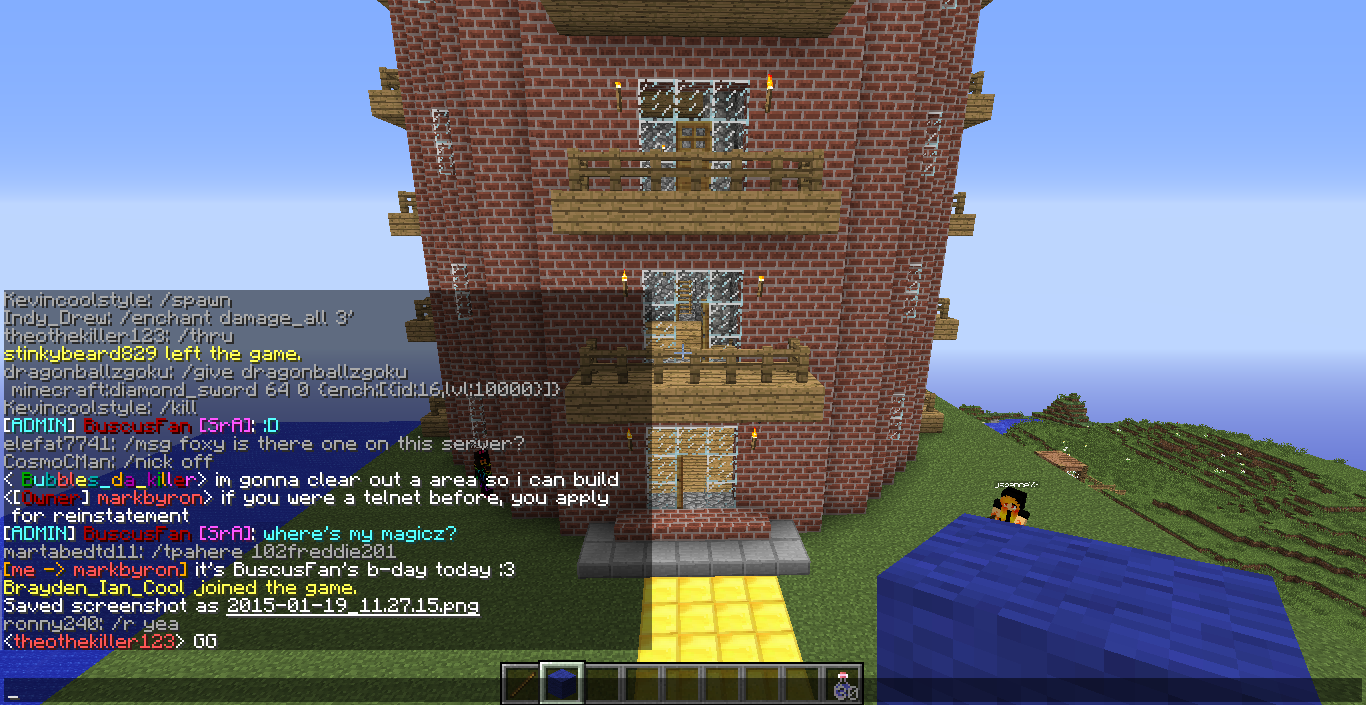 Kevincoolstyle: /spawn
Indy_Drew: /enchant damage_all 3'
theothekiller123: /thru
stinkybeard829 left the game.
dragonballzgoku: /give dragonballzgoku
minecraft:diamond_sword 64 0 {ench:[{id:16,lvl:10000}]}
Kevincoolstyle: /kill
[ADMIN] BuscusFan [SrA]: :D
elefat7741: /msg foxy is there one on this server?
CosmoCMan: /nick off
< Bubbles_da_killer> im gonna clear out a area so i can build
<[Owner] markbyron> if you were a telnet before, you apply
for reinstatement
[ADMIN] BuscusFan [SrA]: where's my magicz?
martabedtd11: /tpahere 102freddie201
[me -> markbyron] it's BuscusFan's b-day today :3
Brayden_Ian_Cool joined the game.
Saved screenshot as 2015-01-19_11.27.15.png
ronny240: /r yea
<theothekiller123> GG
_